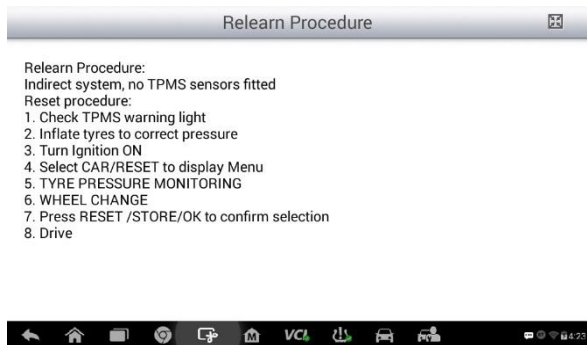 Relearn Procedure
Relearn Procedure:
Indirect system, no TPMS sensors fitted
Reset procedure:
1. Check TPMS warning light
2. Inflate tyres to correct pressure
3. Turn Ignition ON
4. Select CAR/RESET to display Menu
5. TYRE PRESSURE MONITORING
6. WHEEL CHANGE
7. Press RESET /STORE/OK to confirm selection
8. Drive
M VCI 4:23